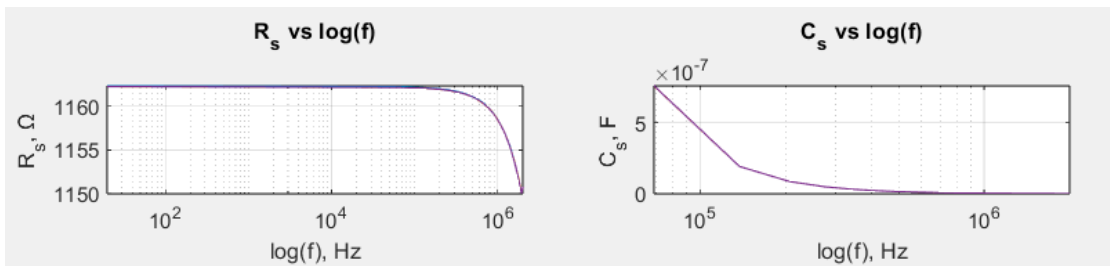 R_s vs log(f)
1160
1155
1150
R_s, Ω
10^2
10^4
10^6
log(f), Hz
C_s vs log(f)
×10^-7
5
0
C_s, F
10^5
10^6
log(f), Hz